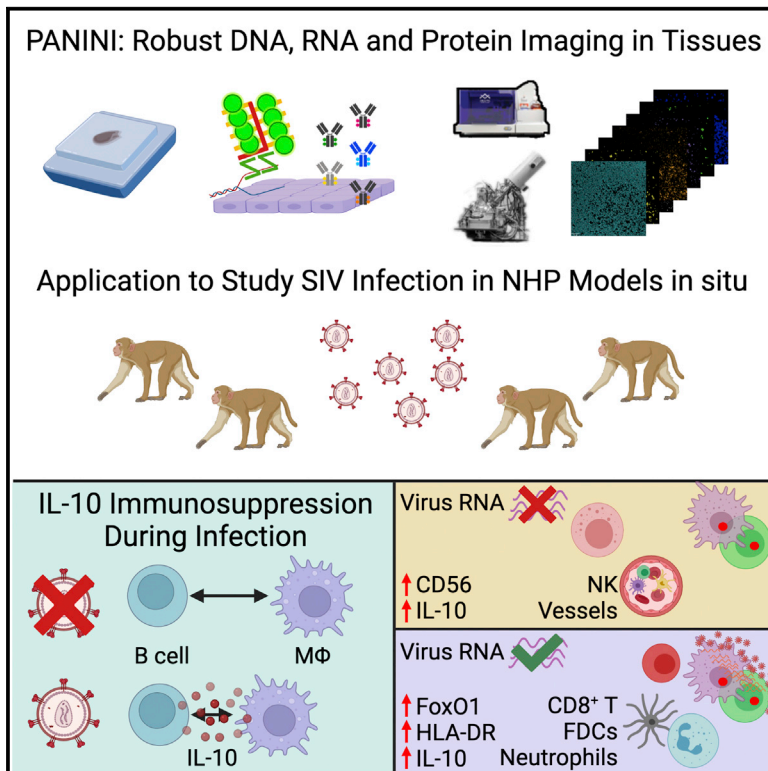 PANINI: Robust DNA, RNA and Protein Imaging in Tissues
Application to Study SIV Infection in NHP Models in situ
IL-10 Immunosuppression
During Infection
B cell
MΦ
IL-10
Virus RNA
↑ CD56
↑ IL-10
NK
Vessels
Virus RNA
↑ FoxO1
↑ HLA-DR
↑ IL-10
CD8⁺ T
FDCs
Neutrophils